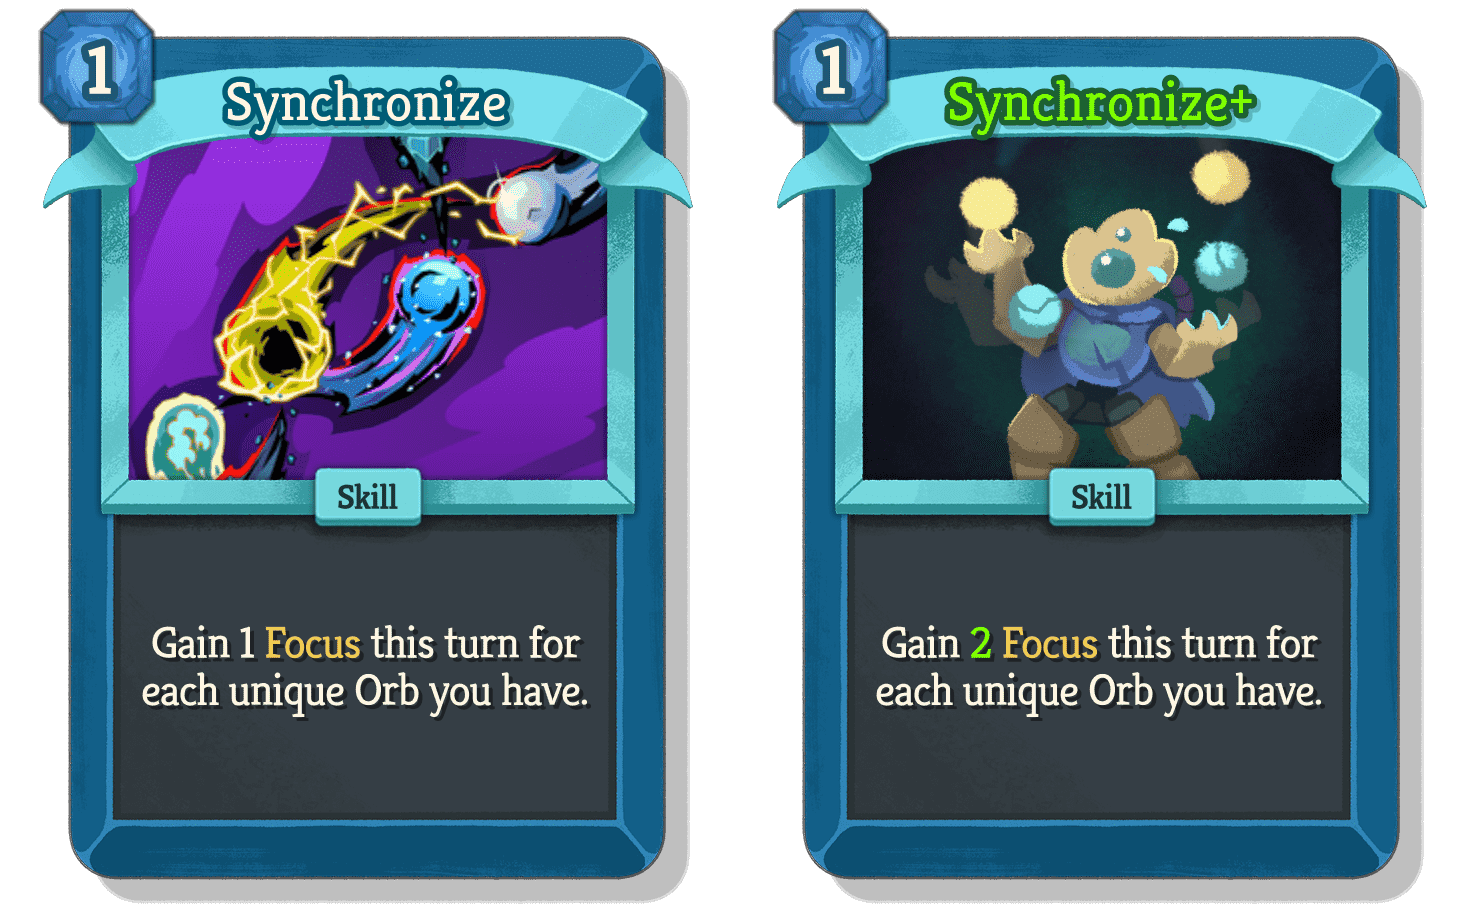 1
Synchronize
Skill
Gain 1 Focus this turn for
each unique Orb you have.
1
Synchronize+
Skill
Gain 2 Focus this turn for
each unique Orb you have.